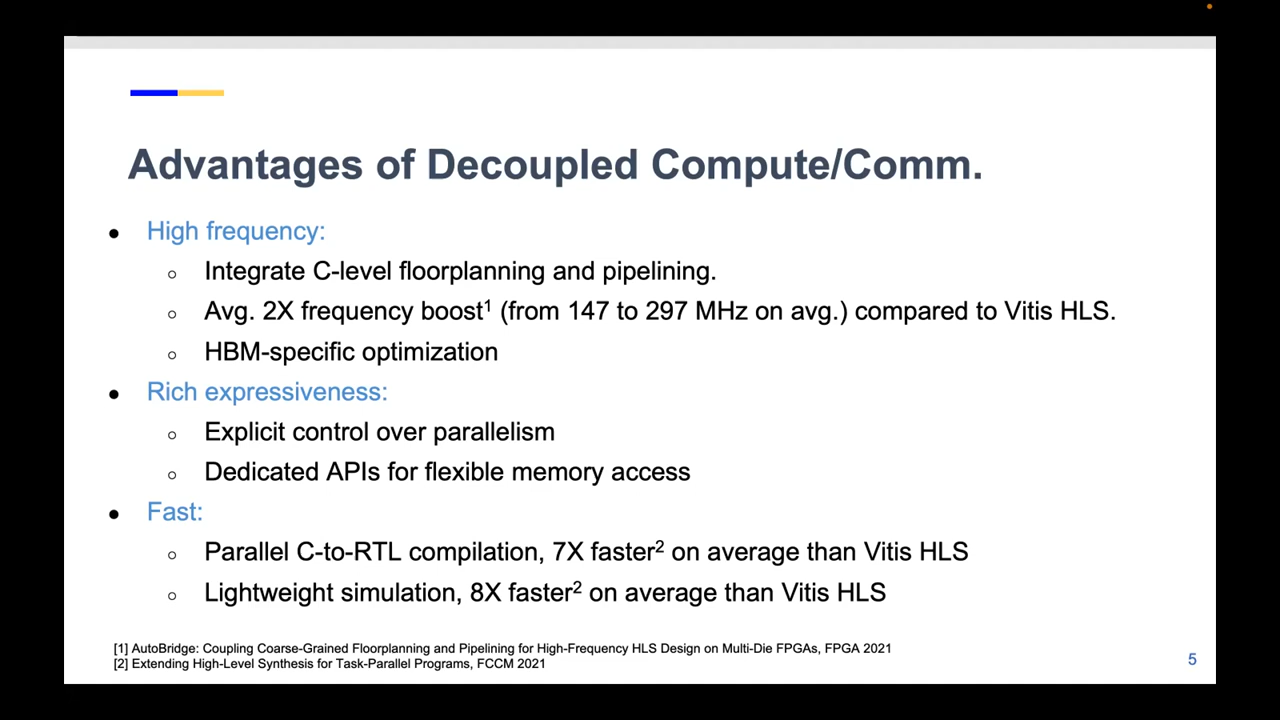 Advantages of Decoupled Compute/Comm.
● High frequency:
○ Integrate C-level floorplanning and pipelining.
○ Avg. 2X frequency boost¹ (from 147 to 297 MHz on avg.) compared to Vitis HLS.
○ HBM-specific optimization
● Rich expressiveness:
○ Explicit control over parallelism
○ Dedicated APIs for flexible memory access
● Fast:
○ Parallel C-to-RTL compilation, 7X faster² on average than Vitis HLS
○ Lightweight simulation, 8X faster² on average than Vitis HLS
[1] AutoBridge: Coupling Coarse-Grained Floorplanning and Pipelining for High-Frequency HLS Design on Multi-Die FPGAs, FPGA 2021
[2] Extending High-Level Synthesis for Task-Parallel Programs, FCCM 2021
5